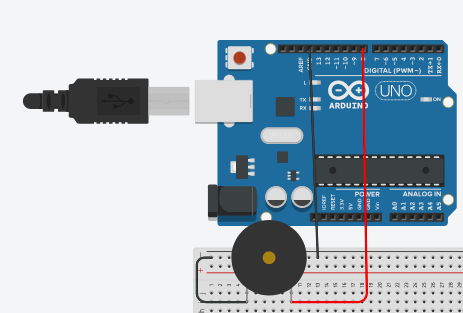 AREF
13
12
~11
~10
~9
7
~6
~5
4
~3
2
TX→1
RX←0
DIGITAL (PWM~)
L
TX
RX
UNO
ARDUINO
ON
POWER
ANALOG IN
IOREF
RESET
3.3V
5V
GND
GND
Vin
A0
A1
A2
A3
A4
A5